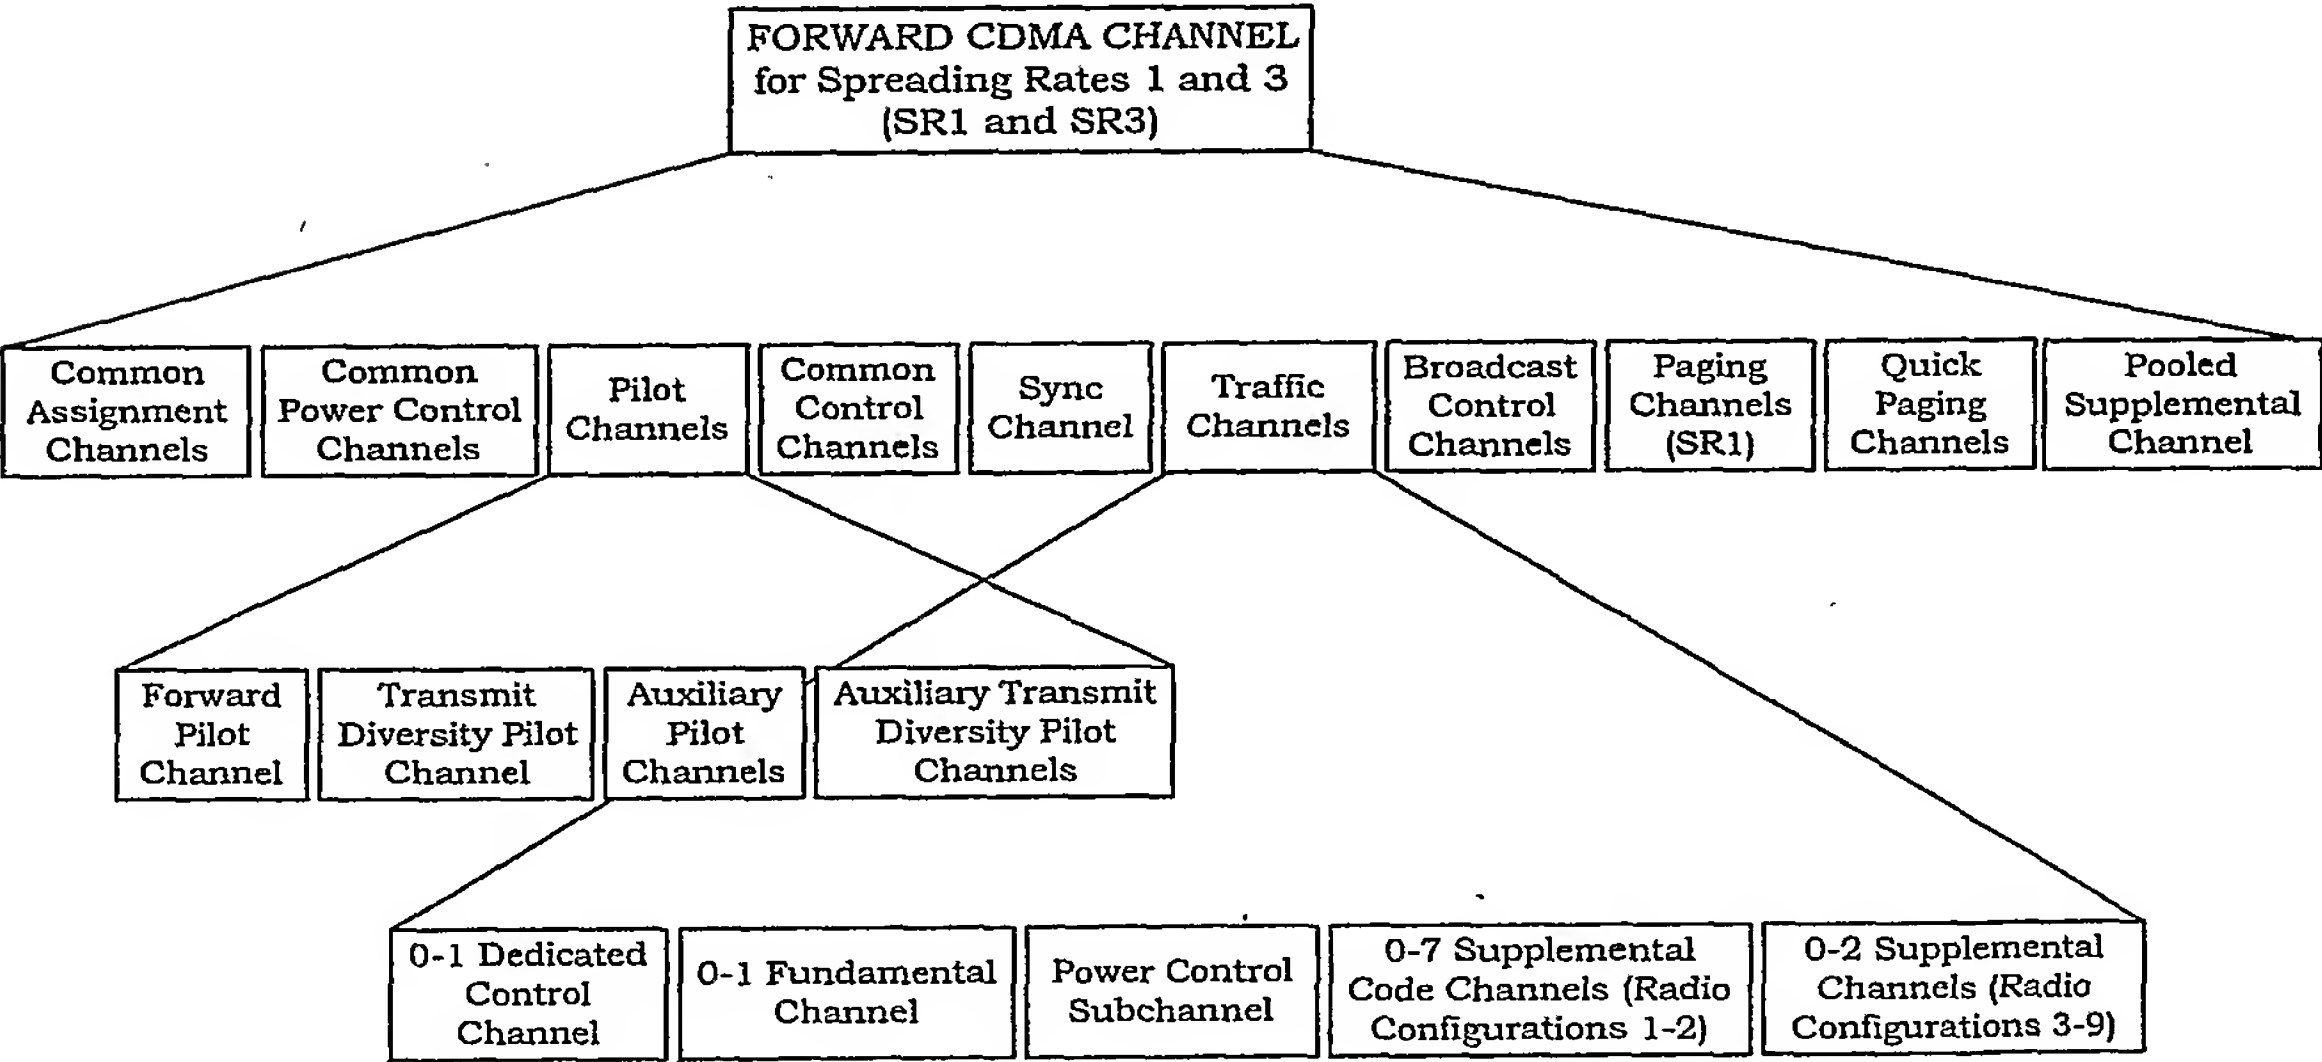 FORWARD CDMA CHANNEL
for Spreading Rates 1 and 3
(SR1 and SR3)
Common
Assignment
Channels
Common
Power Control
Channels
Pilot
Channels
Common
Control
Channels
Sync
Channel
Traffic
Channels
Broadcast
Control
Channels
Paging
Channels
(SR1)
Quick
Paging
Channels
Pooled
Supplemental
Channel
Forward
Pilot
Channel
Transmit
Diversity Pilot
Channel
Auxiliary
Pilot
Channels
Auxiliary Transmit
Diversity Pilot
Channels
0-1 Dedicated
Control
Channel
0-1 Fundamental
Channel
Power Control
Subchannel
0-7 Supplemental
Code Channels (Radio
Configurations 1-2)
0-2 Supplemental
Channels (Radio
Configurations 3-9)